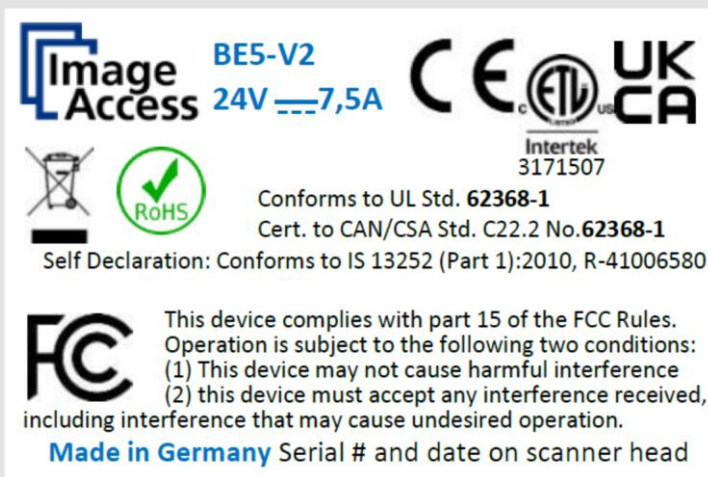 Image Access
BE5-V2
24V 7,5A
CE
c ETL US
LISTED
Intertek
3171507
UK
CA
RoHS
Conforms to UL Std. 62368-1
Cert. to CAN/CSA Std. C22.2 No.62368-1
Self Declaration: Conforms to IS 13252 (Part 1):2010, R-41006580
FC
This device complies with part 15 of the FCC Rules.
Operation is subject to the following two conditions:
(1) This device may not cause harmful interference
(2) this device must accept any interference received,
including interference that may cause undesired operation.
Made in Germany Serial # and date on scanner head